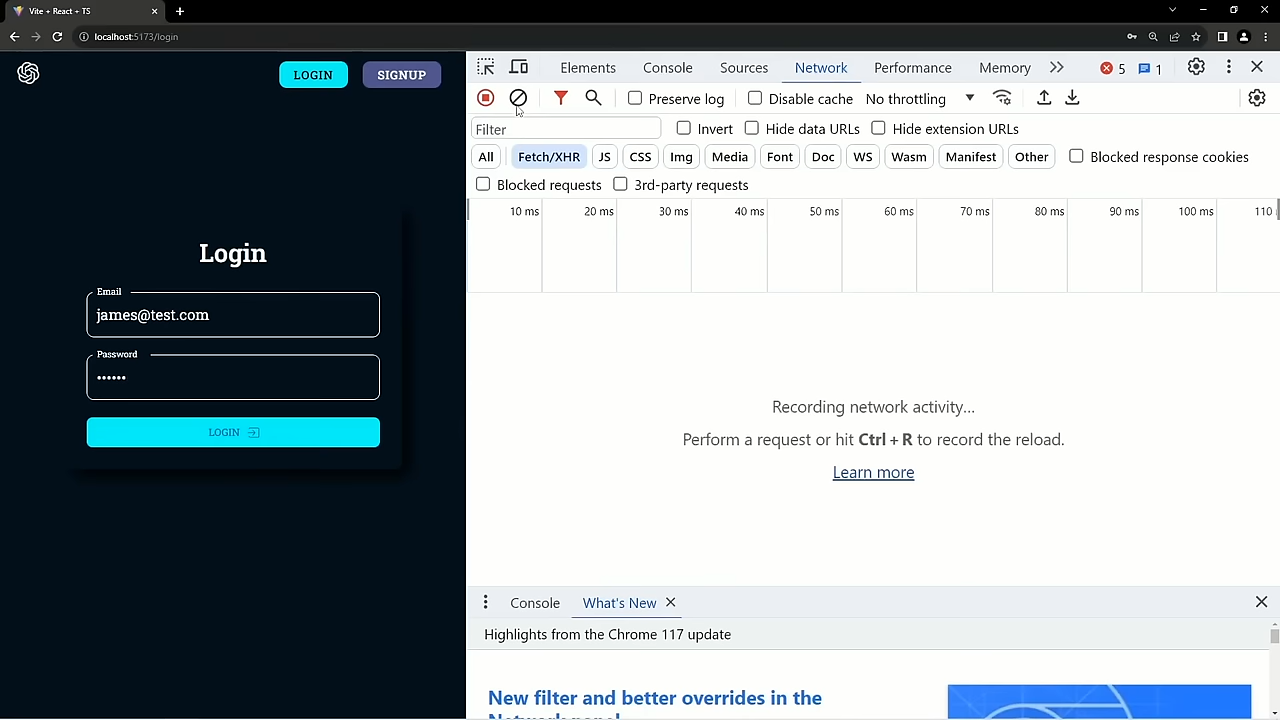 Vite + React + TS
localhost:5173/login
LOGIN
SIGNUP
Login
Email
james@test.com
Password
••••••
LOGIN
Elements
Console
Sources
Network
Performance
Memory
5
1
Preserve log
Disable cache
No throttling
Filter
Invert
Hide data URLs
Hide extension URLs
All
Fetch/XHR
JS
CSS
Img
Media
Font
Doc
WS
Wasm
Manifest
Other
Blocked response cookies
Blocked requests
3rd-party requests
10 ms
20 ms
30 ms
40 ms
50 ms
60 ms
70 ms
80 ms
90 ms
100 ms
110
Recording network activity…
Perform a request or hit Ctrl + R to record the reload.
Learn more
Console
What's New
Highlights from the Chrome 117 update
New filter and better overrides in the
Network panel